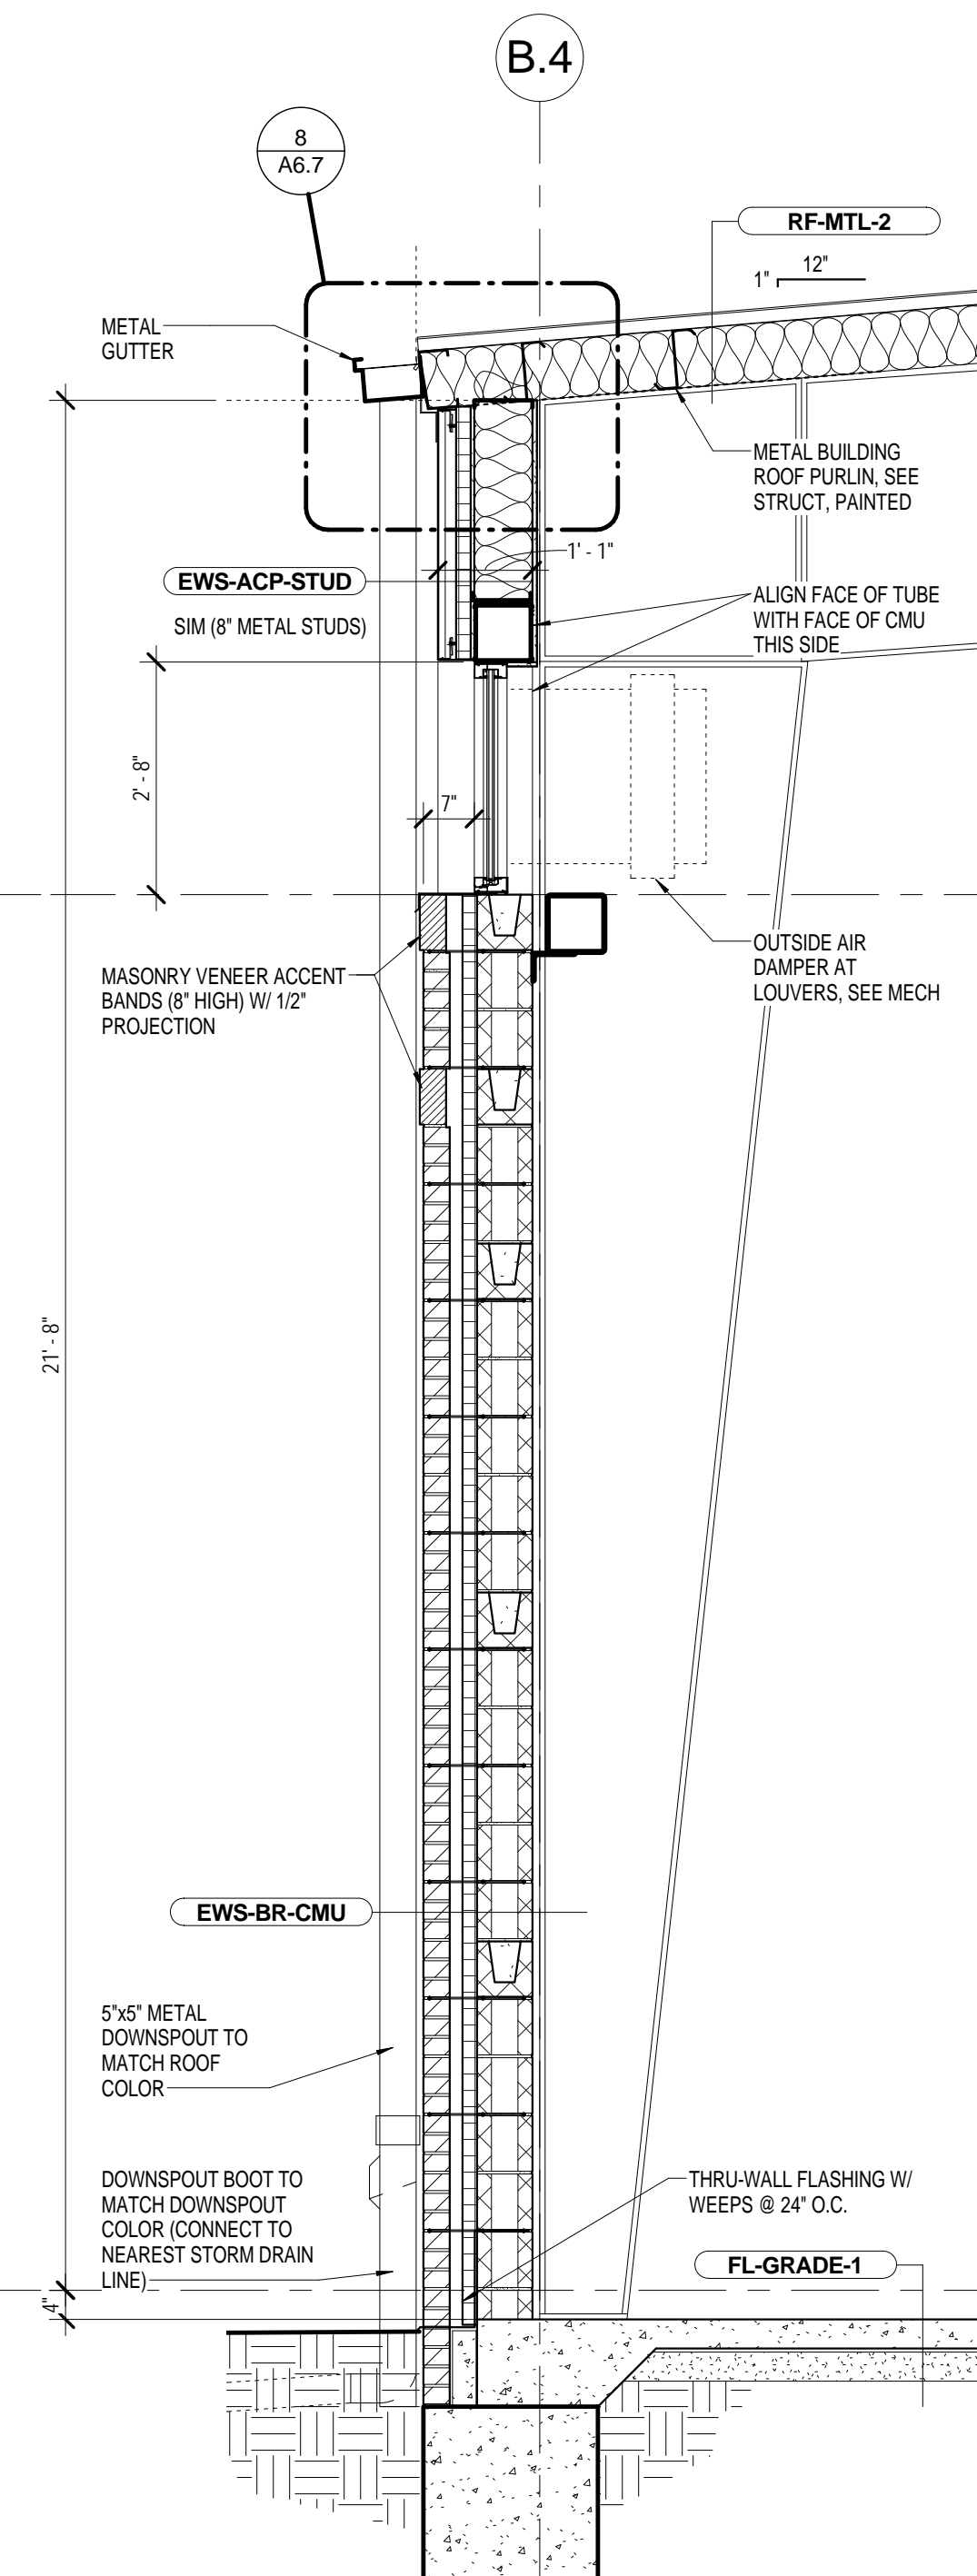 B.4
8
A6.7
RF-MTL-2
12"
1"
METAL
GUTTER
METAL BUILDING
ROOF PURLIN, SEE
STRUCT, PAINTED
1' - 1"
EWS-ACP-STUD
SIM (8" METAL STUDS)
ALIGN FACE OF TUBE
WITH FACE OF CMU
THIS SIDE
2' - 8"
7"
OUTSIDE AIR
DAMPER AT
LOUVERS, SEE MECH
MASONRY VENEER ACCENT
BANDS (8" HIGH) W/ 1/2"
PROJECTION
21' - 8"
EWS-BR-CMU
5"x5" METAL
DOWNSPOUT TO
MATCH ROOF
COLOR
DOWNSPOUT BOOT TO
MATCH DOWNSPOUT
COLOR (CONNECT TO
NEAREST STORM DRAIN
LINE)
THRU-WALL FLASHING W/
WEEPS @ 24" O.C.
FL-GRADE-1
4"